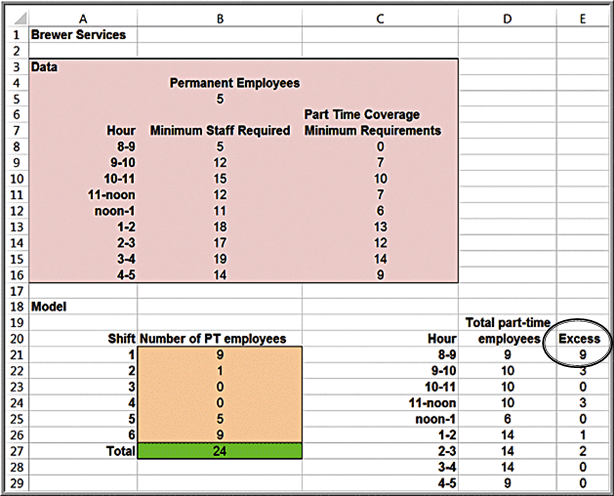 A B C D E
1 Brewer Services
2
3 Data
4 Permanent Employees
5 5
6 Part Time Coverage
7 Hour Minimum Staff Required Minimum Requirements
8 8-9 5 0
9 9-10 12 7
10 10-11 15 10
11 11-noon 12 7
12 noon-1 11 6
13 1-2 18 13
14 2-3 17 12
15 3-4 19 14
16 4-5 14 9
17
18 Model
19 Total part-time
20 Shift Number of PT employees Hour employees Excess
21 1 9 8-9 9 9
22 2 1 9-10 10 3
23 3 0 10-11 10 0
24 4 0 11-noon 10 3
25 5 5 noon-1 6 0
26 6 9 1-2 14 1
27 Total 24 2-3 14 2
28 3-4 14 0
29 4-5 9 0